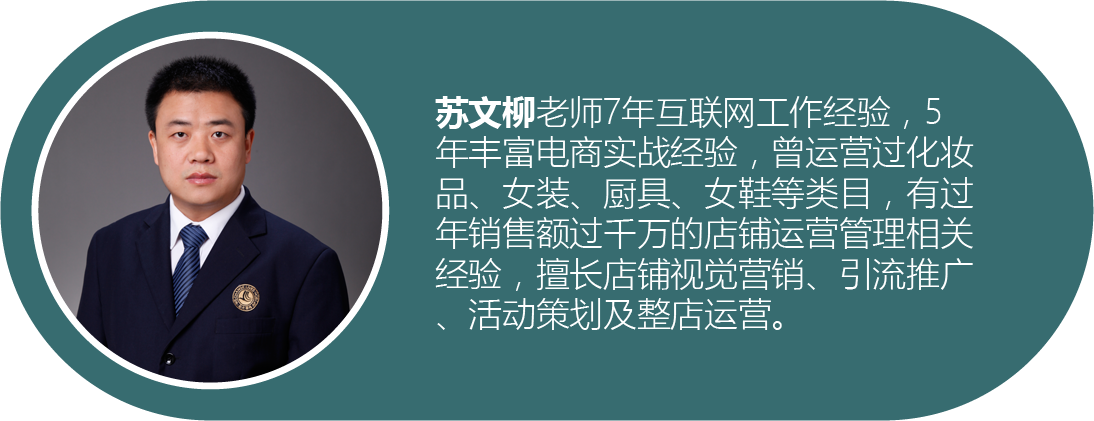 苏文柳老师7年互联网工作经验，5
年丰富电商实战经验，曾运营过化妆
品、女装、厨具、女鞋等类目，有过
年销售额过千万的店铺运营管理相关
经验，擅长店铺视觉营销、引流推广
、活动策划及整店运营。